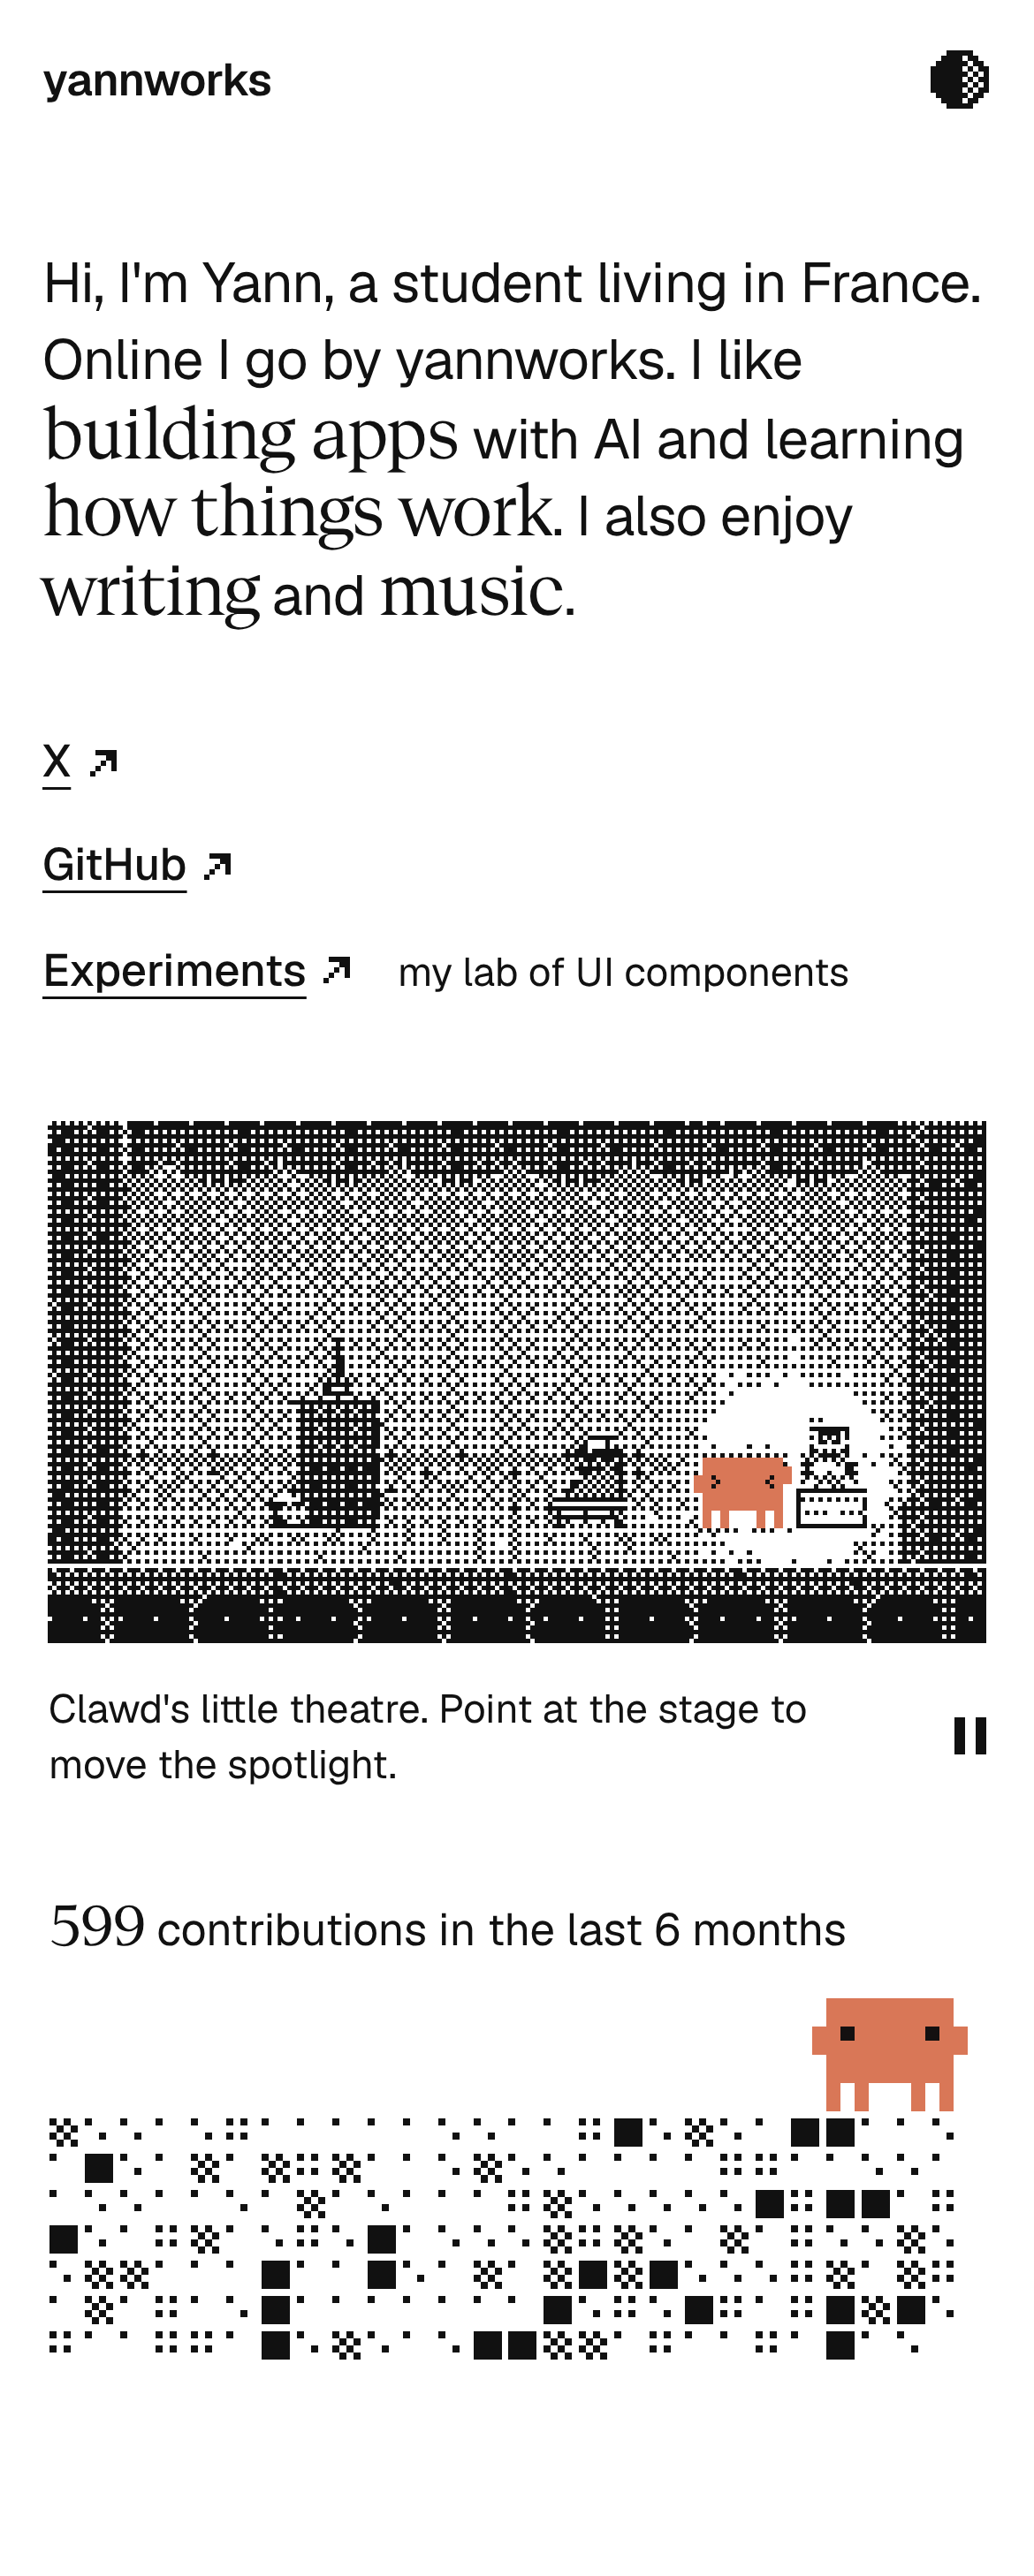 yannworks
Hi, I'm Yann, a student living in France.
Online I go by yannworks. I like
building apps with AI and learning
how things work. I also enjoy
writing and music.
X
GitHub
Experiments my lab of UI components
Clawd's little theatre. Point at the stage to
move the spotlight.
599 contributions in the last 6 months